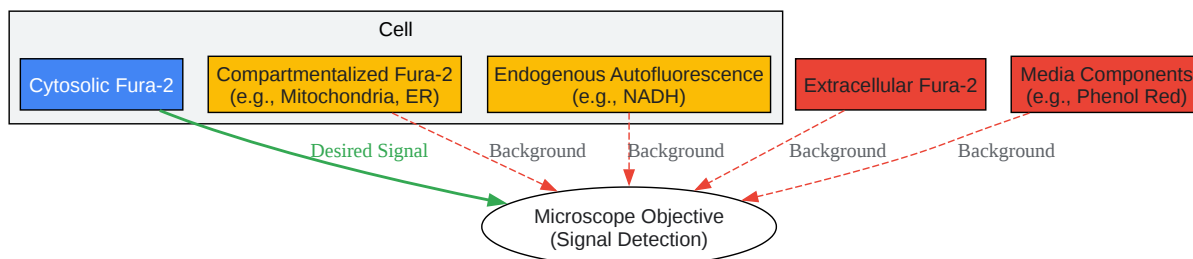 Cell
Cytosolic Fura-2
Compartmentalized Fura-2
(e.g., Mitochondria, ER)
Endogenous Autofluorescence
(e.g., NADH)
Extracellular Fura-2
Media Components
(e.g., Phenol Red)
Desired Signal
Background
Background
Background
Background
Microscope Objective
(Signal Detection)